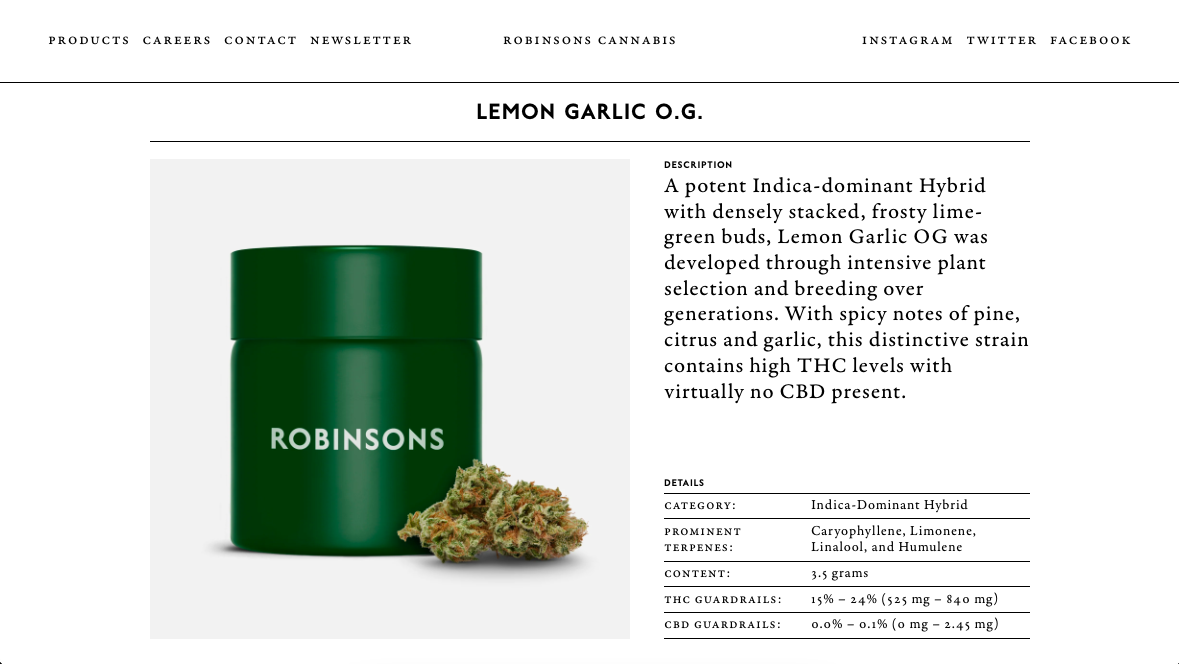 PRODUCTS CAREERS CONTACT NEWSLETTER
ROBINSONS CANNABIS
INSTAGRAM TWITTER FACEBOOK
LEMON GARLIC O.G.
DESCRIPTION
A potent Indica-dominant Hybrid
with densely stacked, frosty lime-
green buds, Lemon Garlic OG was
developed through intensive plant
selection and breeding over
generations. With spicy notes of pine,
citrus and garlic, this distinctive strain
contains high THC levels with
virtually no CBD present.
ROBINSONS
DETAILS
CATEGORY: Indica-Dominant Hybrid
PROMINENT TERPENES: Caryophyllene, Limonene,
Linalool, and Humulene
CONTENT: 3.5 grams
THC GUARDRAILS: 15% – 24% (525 mg – 840 mg)
CBD GUARDRAILS: 0.0% – 0.1% (0 mg – 2.45 mg)